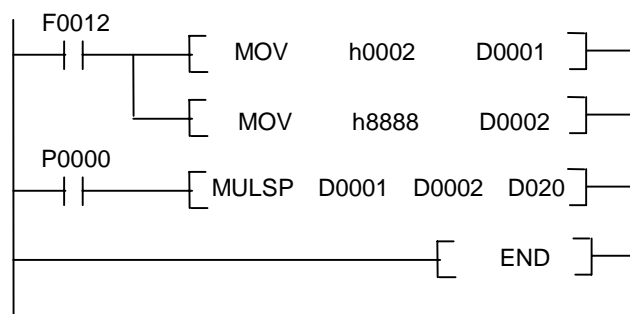 F0012
MOV h0002 D0001
MOV h8888 D0002
P0000
MULSP D0001 D0002 D020
END